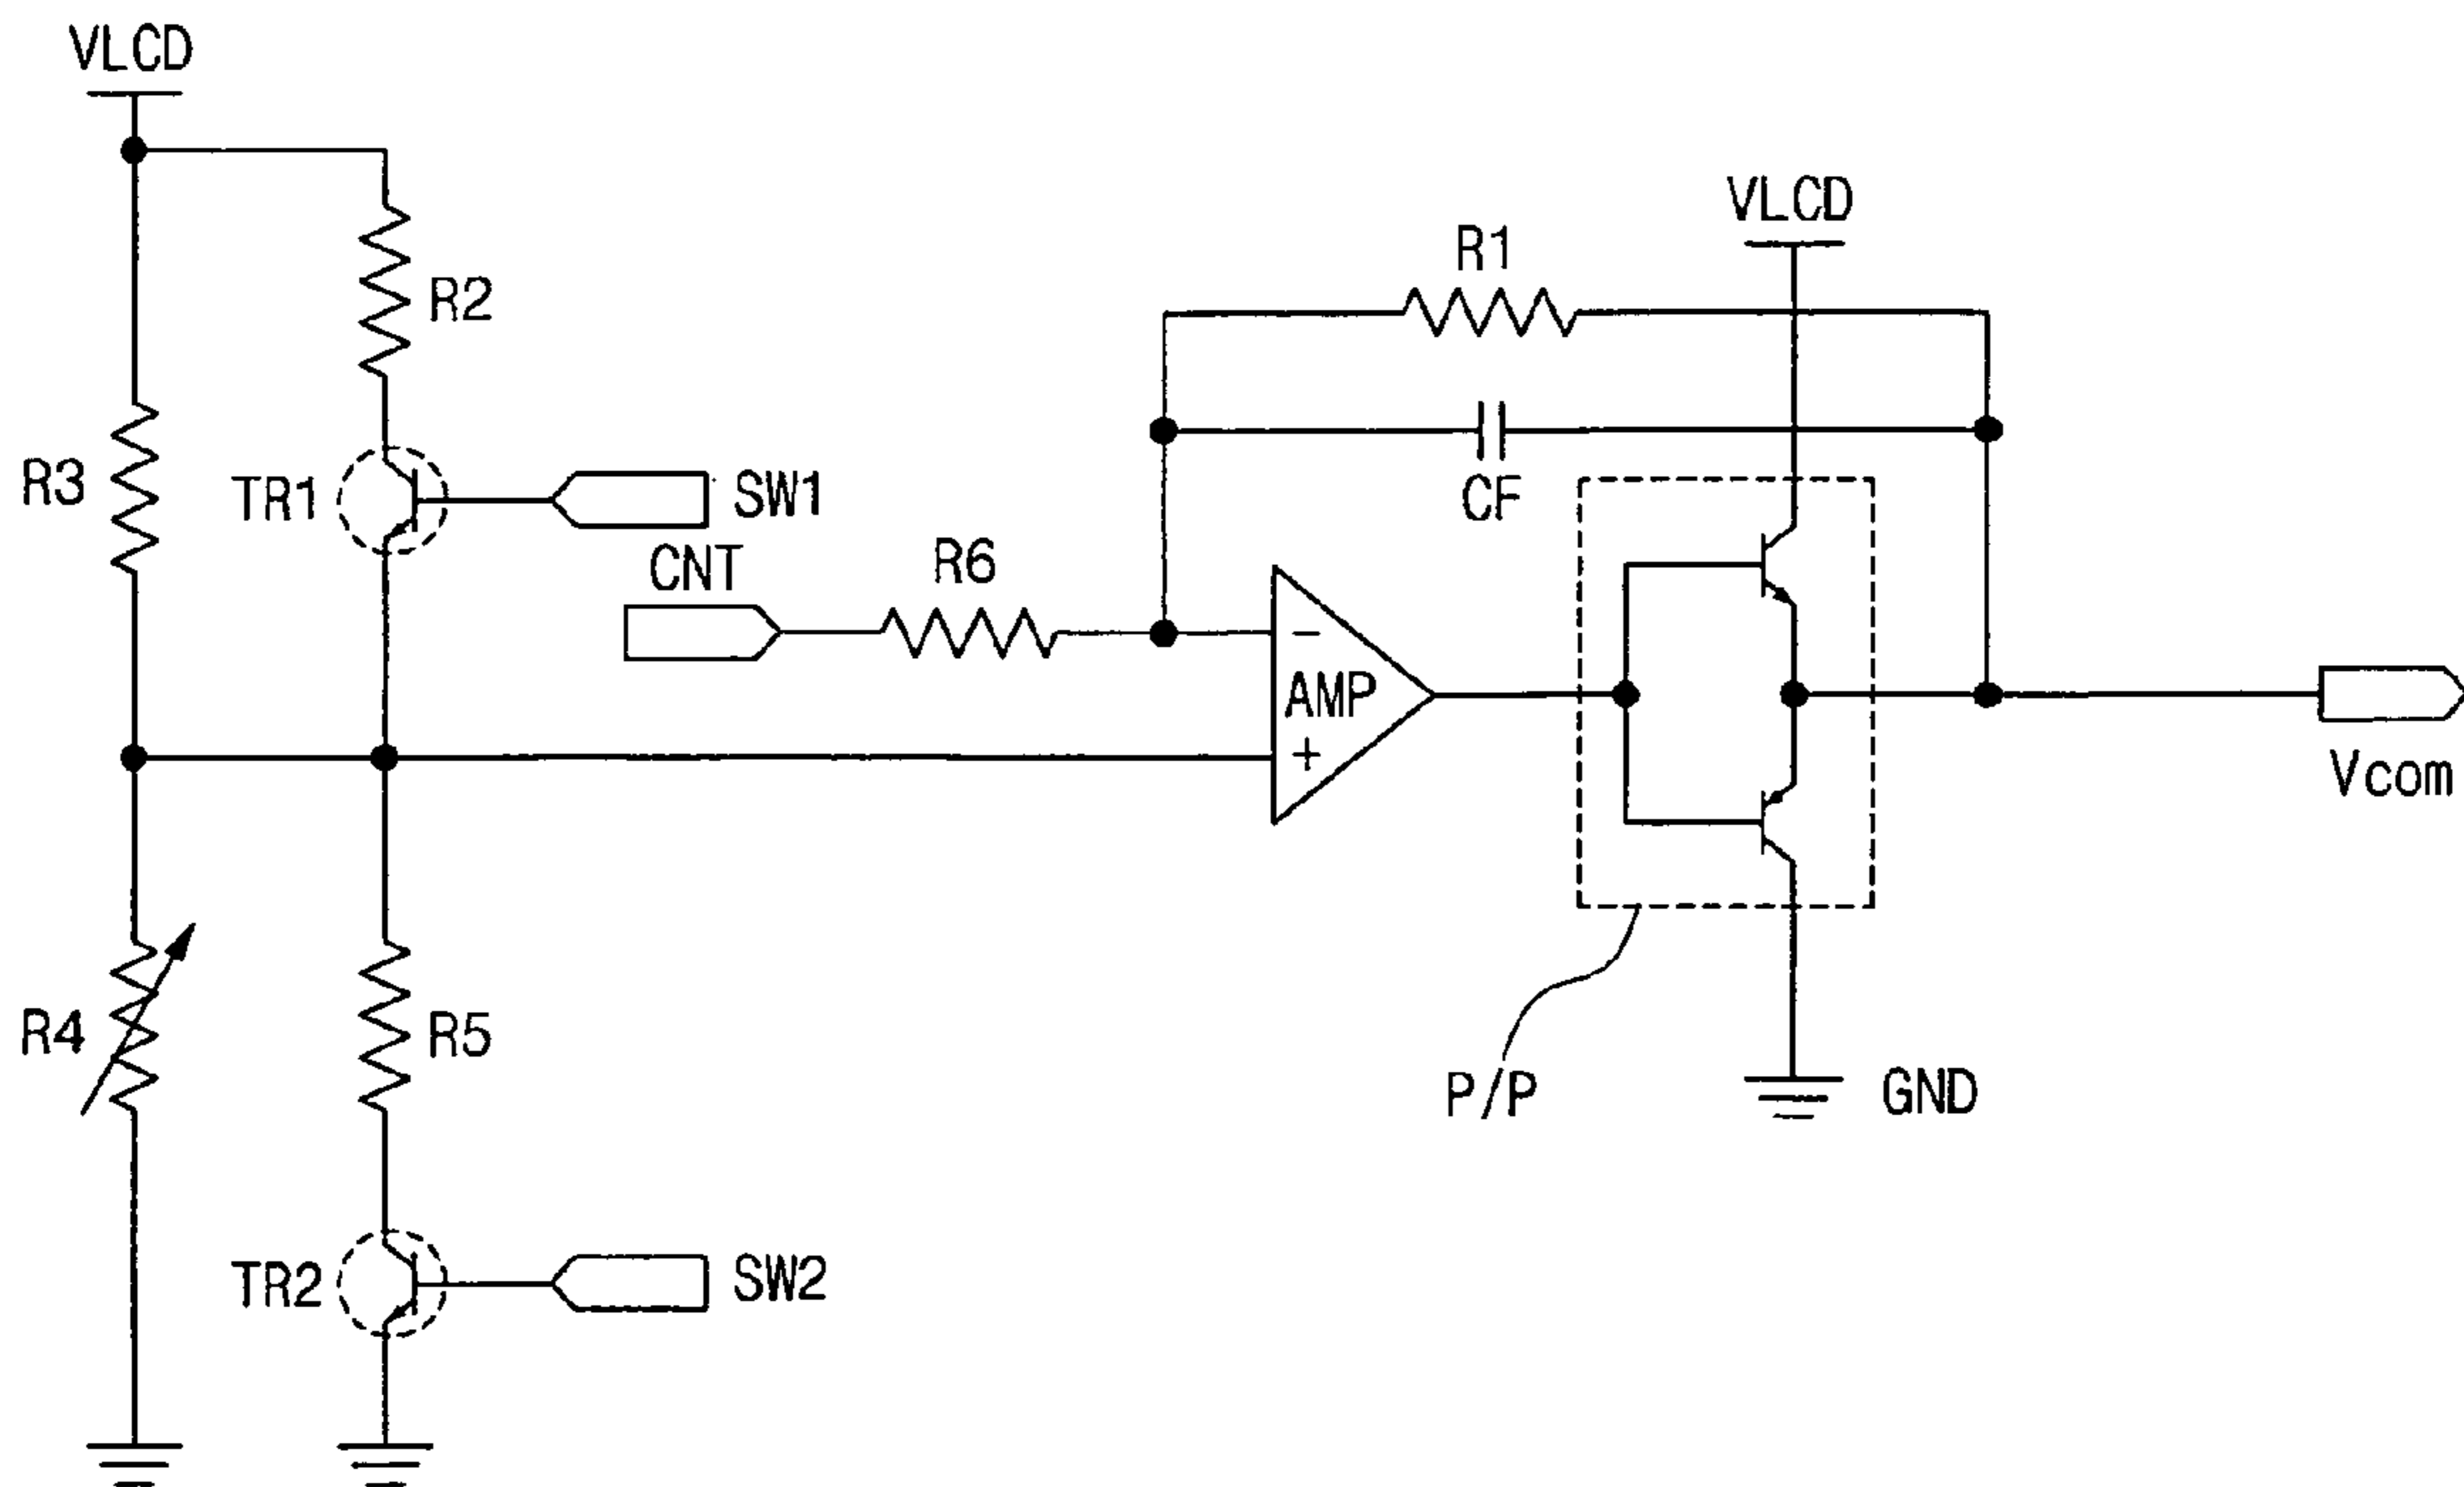 VLCD
VLCD
R1
R2
R3
TR1
SW1
CF
CNT
R6
-
AMP
+
Vcom
R4
R5
P/P
GND
TR2
SW2